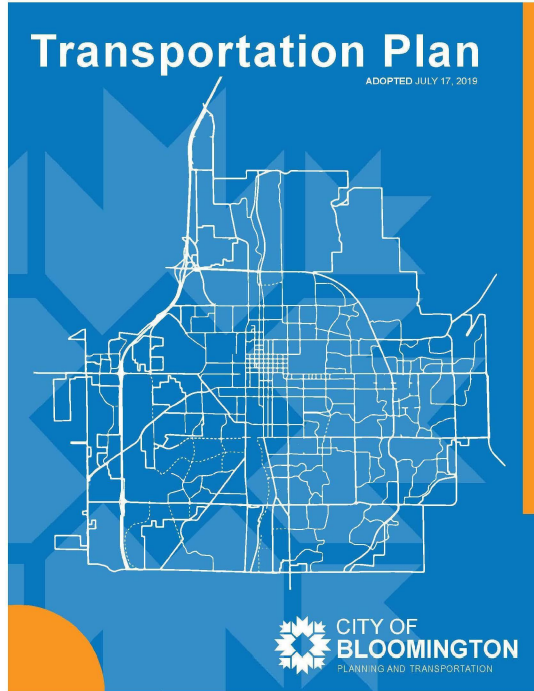 Transportation Plan
ADOPTED JULY 17, 2019
CITY OF
BLOOMINGTON
PLANNING AND TRANSPORTATION